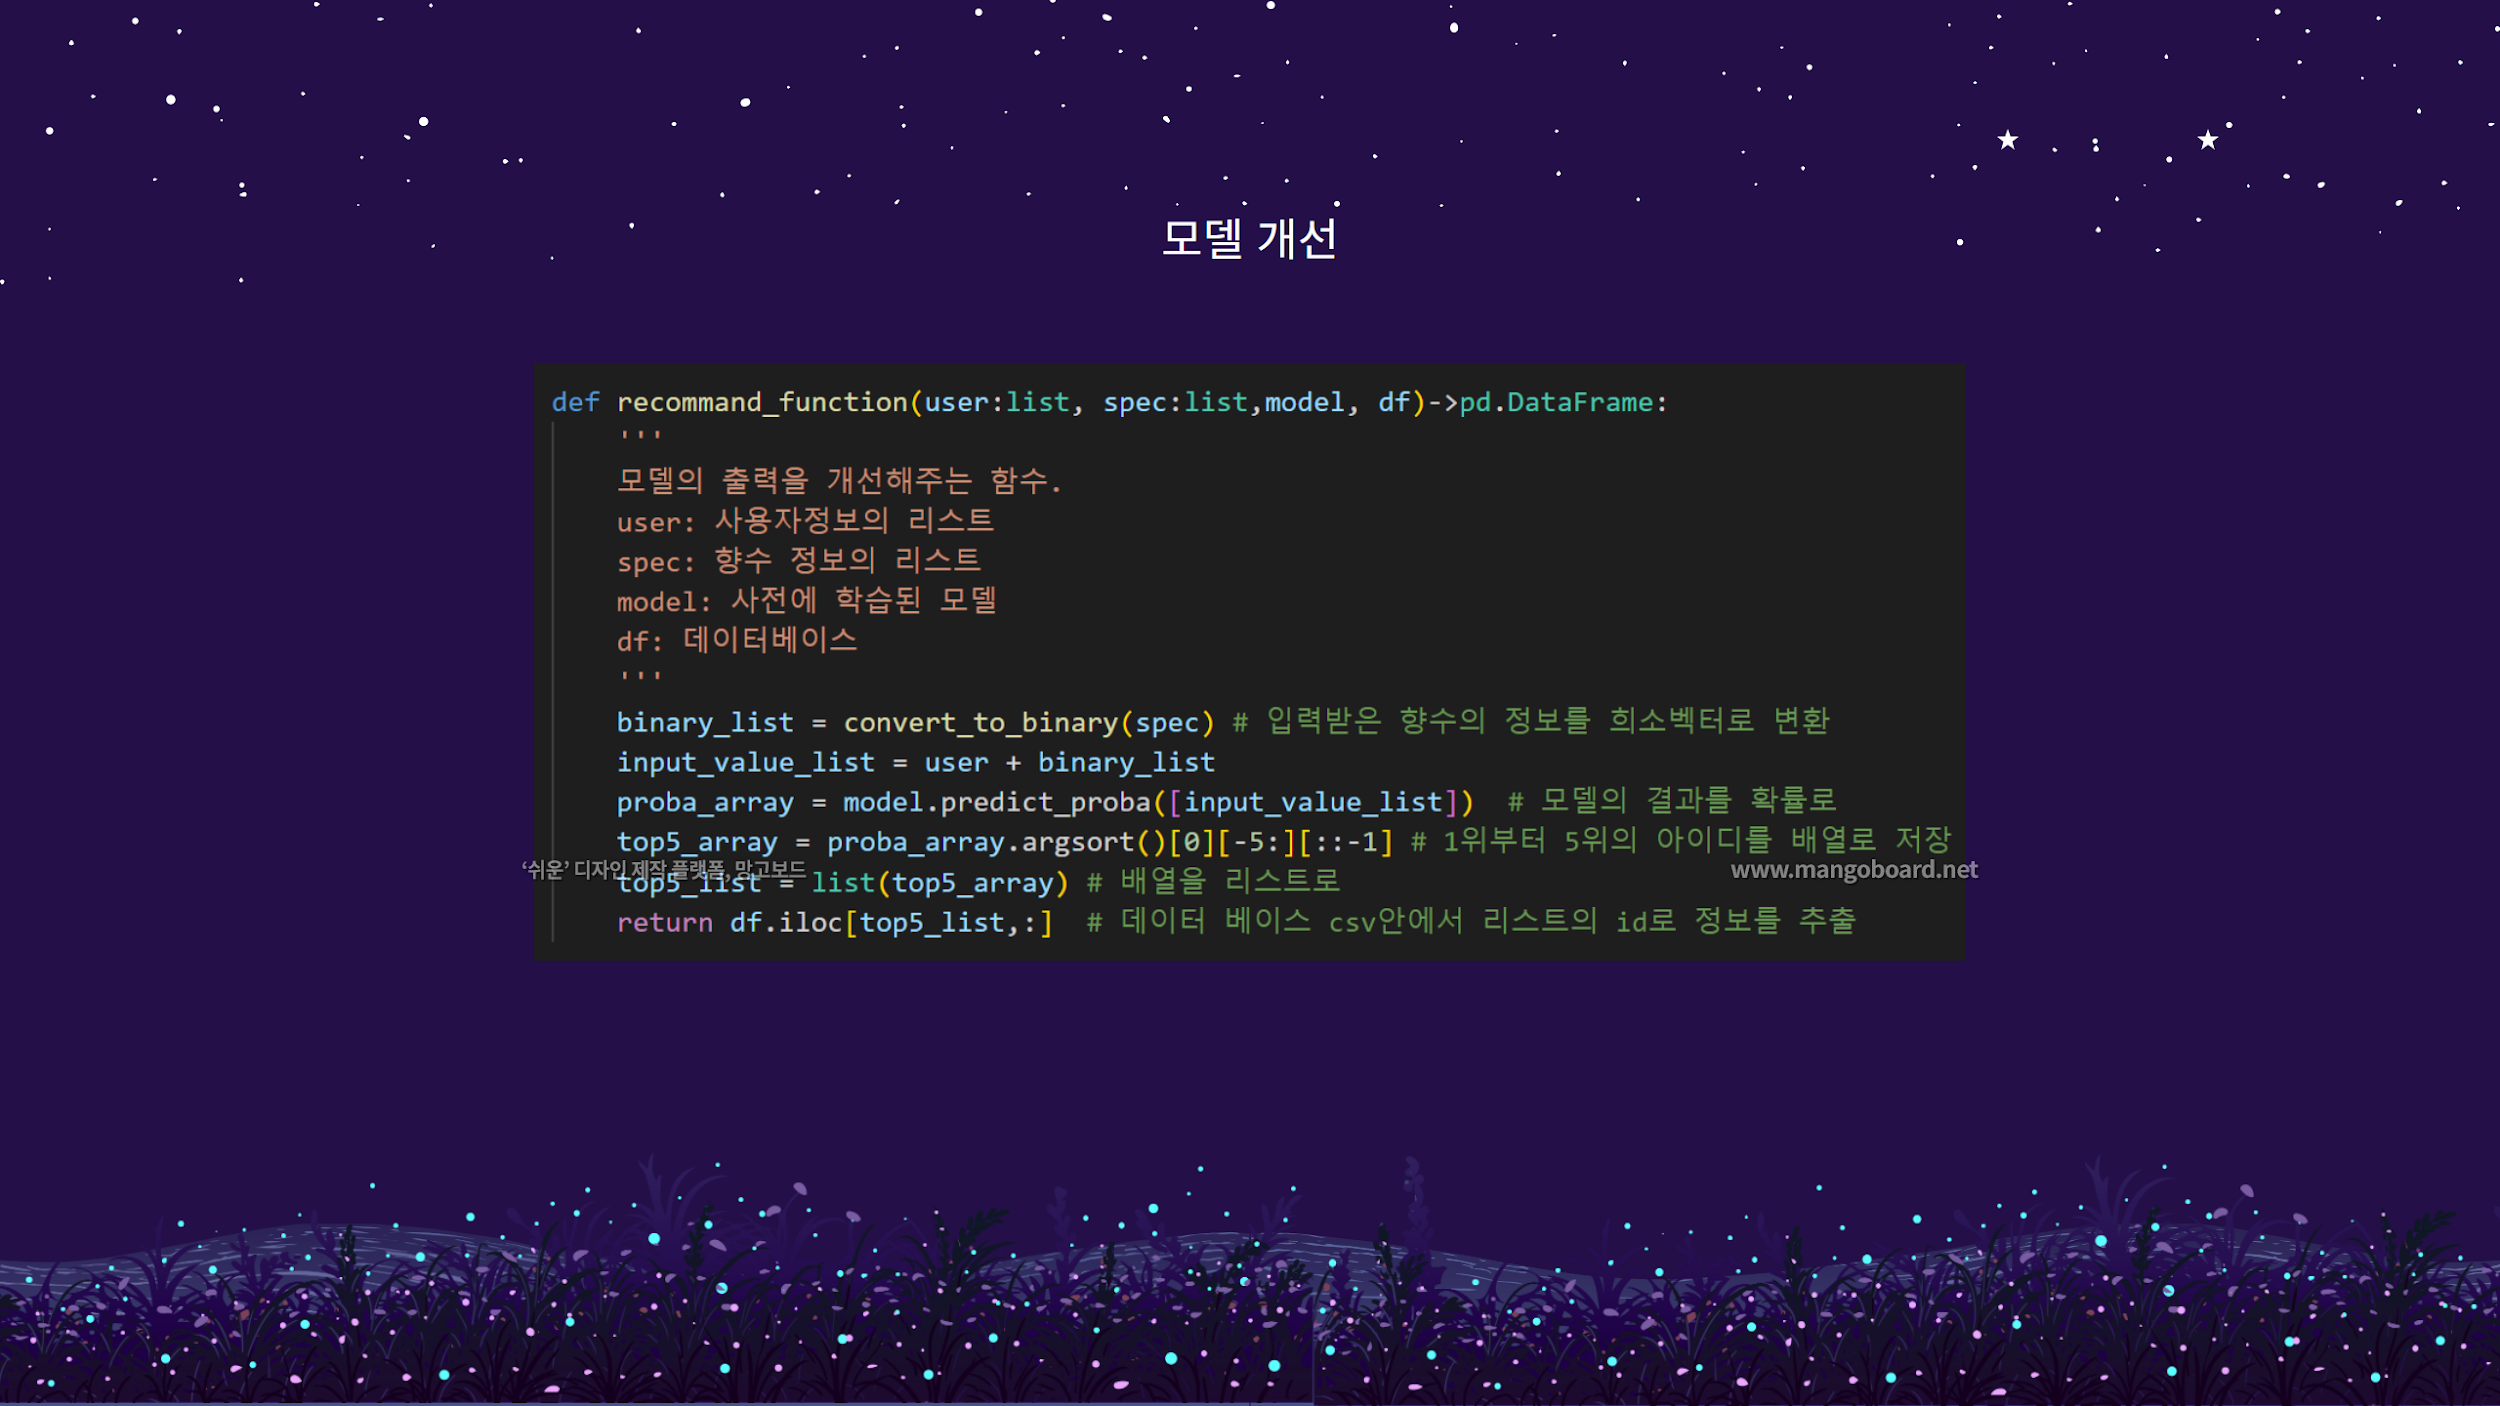 모델 개선
def recommand_function(user:list, spec:list,model, df)->pd.DataFrame:
'''
모델의 출력을 개선해주는 함수.
user: 사용자정보의 리스트
spec: 향수 정보의 리스트
model: 사전에 학습된 모델
df: 데이터베이스
'''
binary_list = convert_to_binary(spec) # 입력받은 향수의 정보를 희소벡터로 변환
input_value_list = user + binary_list
proba_array = model.predict_proba([input_value_list])  # 모델의 결과를 확률로
top5_array = proba_array.argsort()[0][-5:][::-1] # 1위부터 5위의 아이디를 배열로 저장
‘쉬운’ 디자인 제작 플랫폼, 망고보드
www.mangoboard.net
top5_list = list(top5_array) # 배열을 리스트로
return df.iloc[top5_list,:]  # 데이터 베이스 csv안에서 리스트의 id로 정보를 추출